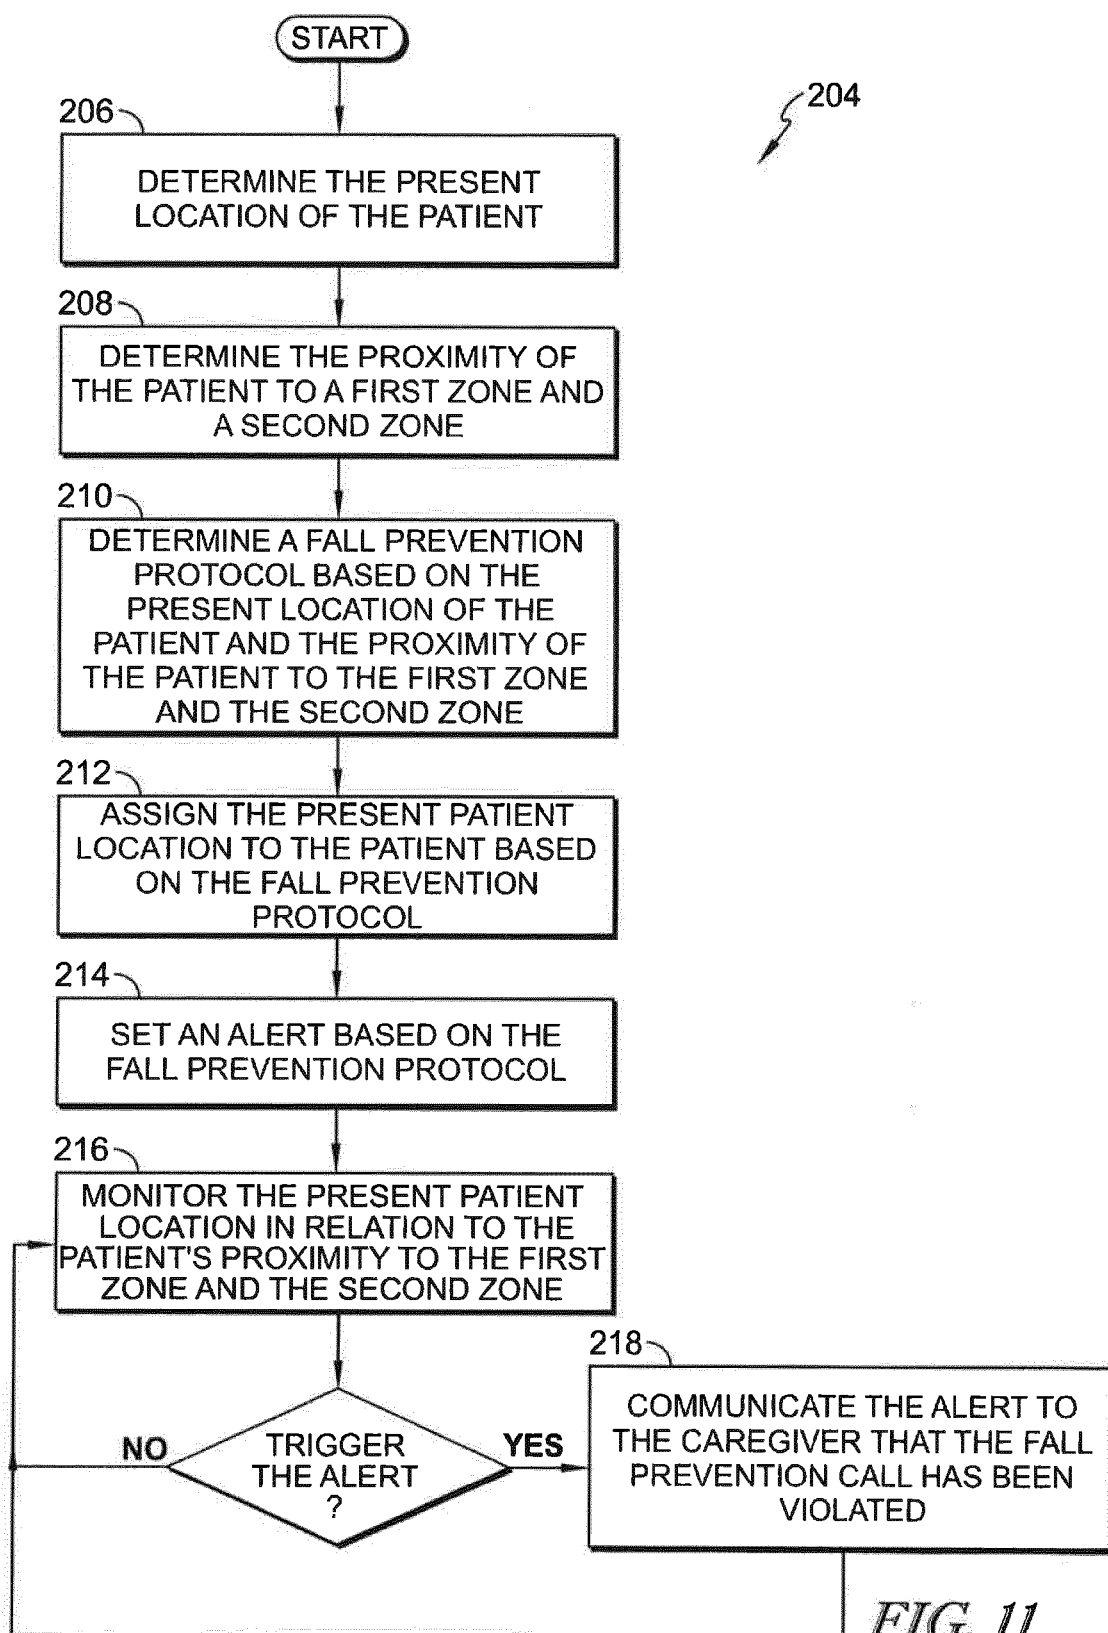 START
204
206
DETERMINE THE PRESENT
LOCATION OF THE PATIENT
208
DETERMINE THE PROXIMITY OF
THE PATIENT TO A FIRST ZONE AND
A SECOND ZONE
210
DETERMINE A FALL PREVENTION
PROTOCOL BASED ON THE
PRESENT LOCATION OF THE
PATIENT AND THE PROXIMITY OF
THE PATIENT TO THE FIRST ZONE
AND THE SECOND ZONE
212
ASSIGN THE PRESENT PATIENT
LOCATION TO THE PATIENT BASED
ON THE FALL PREVENTION
PROTOCOL
214
SET AN ALERT BASED ON THE
FALL PREVENTION PROTOCOL
216
MONITOR THE PRESENT PATIENT
LOCATION IN RELATION TO THE
PATIENT'S PROXIMITY TO THE FIRST
ZONE AND THE SECOND ZONE
NO
TRIGGER
THE ALERT
?
YES
218
COMMUNICATE THE ALERT TO
THE CAREGIVER THAT THE FALL
PREVENTION CALL HAS BEEN
VIOLATED
FIG. 11